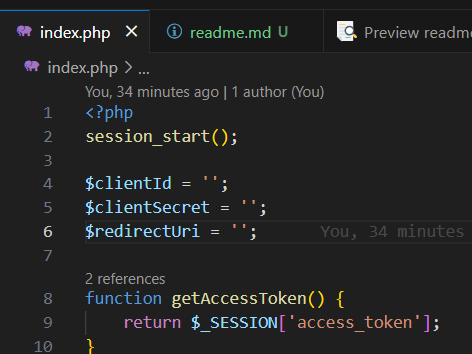 index.php
readme.md U
Preview readme
index.php > ...
You, 34 minutes ago | 1 author (You)
1 <?php
2 session_start();
3
4 $clientId = '';
5 $clientSecret = '';
6 $redirectUri = ''; You, 34 minutes
7
2 references
8 function getAccessToken() {
9 return $_SESSION['access_token'];
10 }